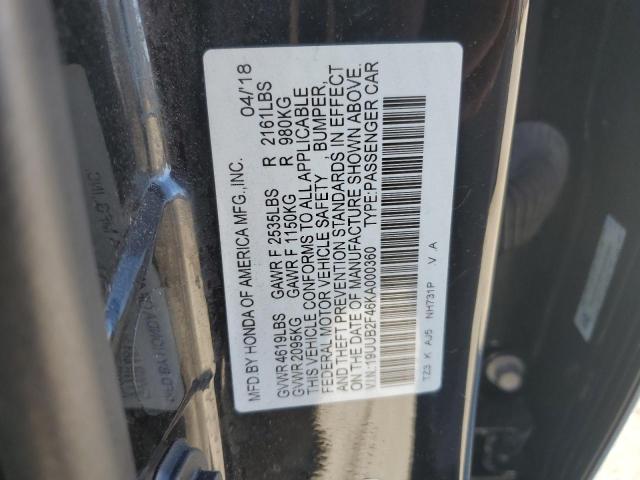 MFD.BY HONDA OF AMERICA MFG.,INC. 04/'18
GVWR 4619LBS GAWR F 2535LBS R 2161LBS
GVWR 2095KG GAWR F 1150KG R 980KG
THIS VEHICLE CONFORMS TO ALL APPLICABLE
FEDERAL MOTOR VEHICLE SAFETY BUMPER,
AND THEFT PREVENTION STANDARDS IN EFFECT
ON THE DATE OF MANUFACTURE SHOWN ABOVE.
V.I.N.:19UUB2F46KA000360 TYPE:PASSENGER CAR
TZ3 K AJ5 NH731P V A